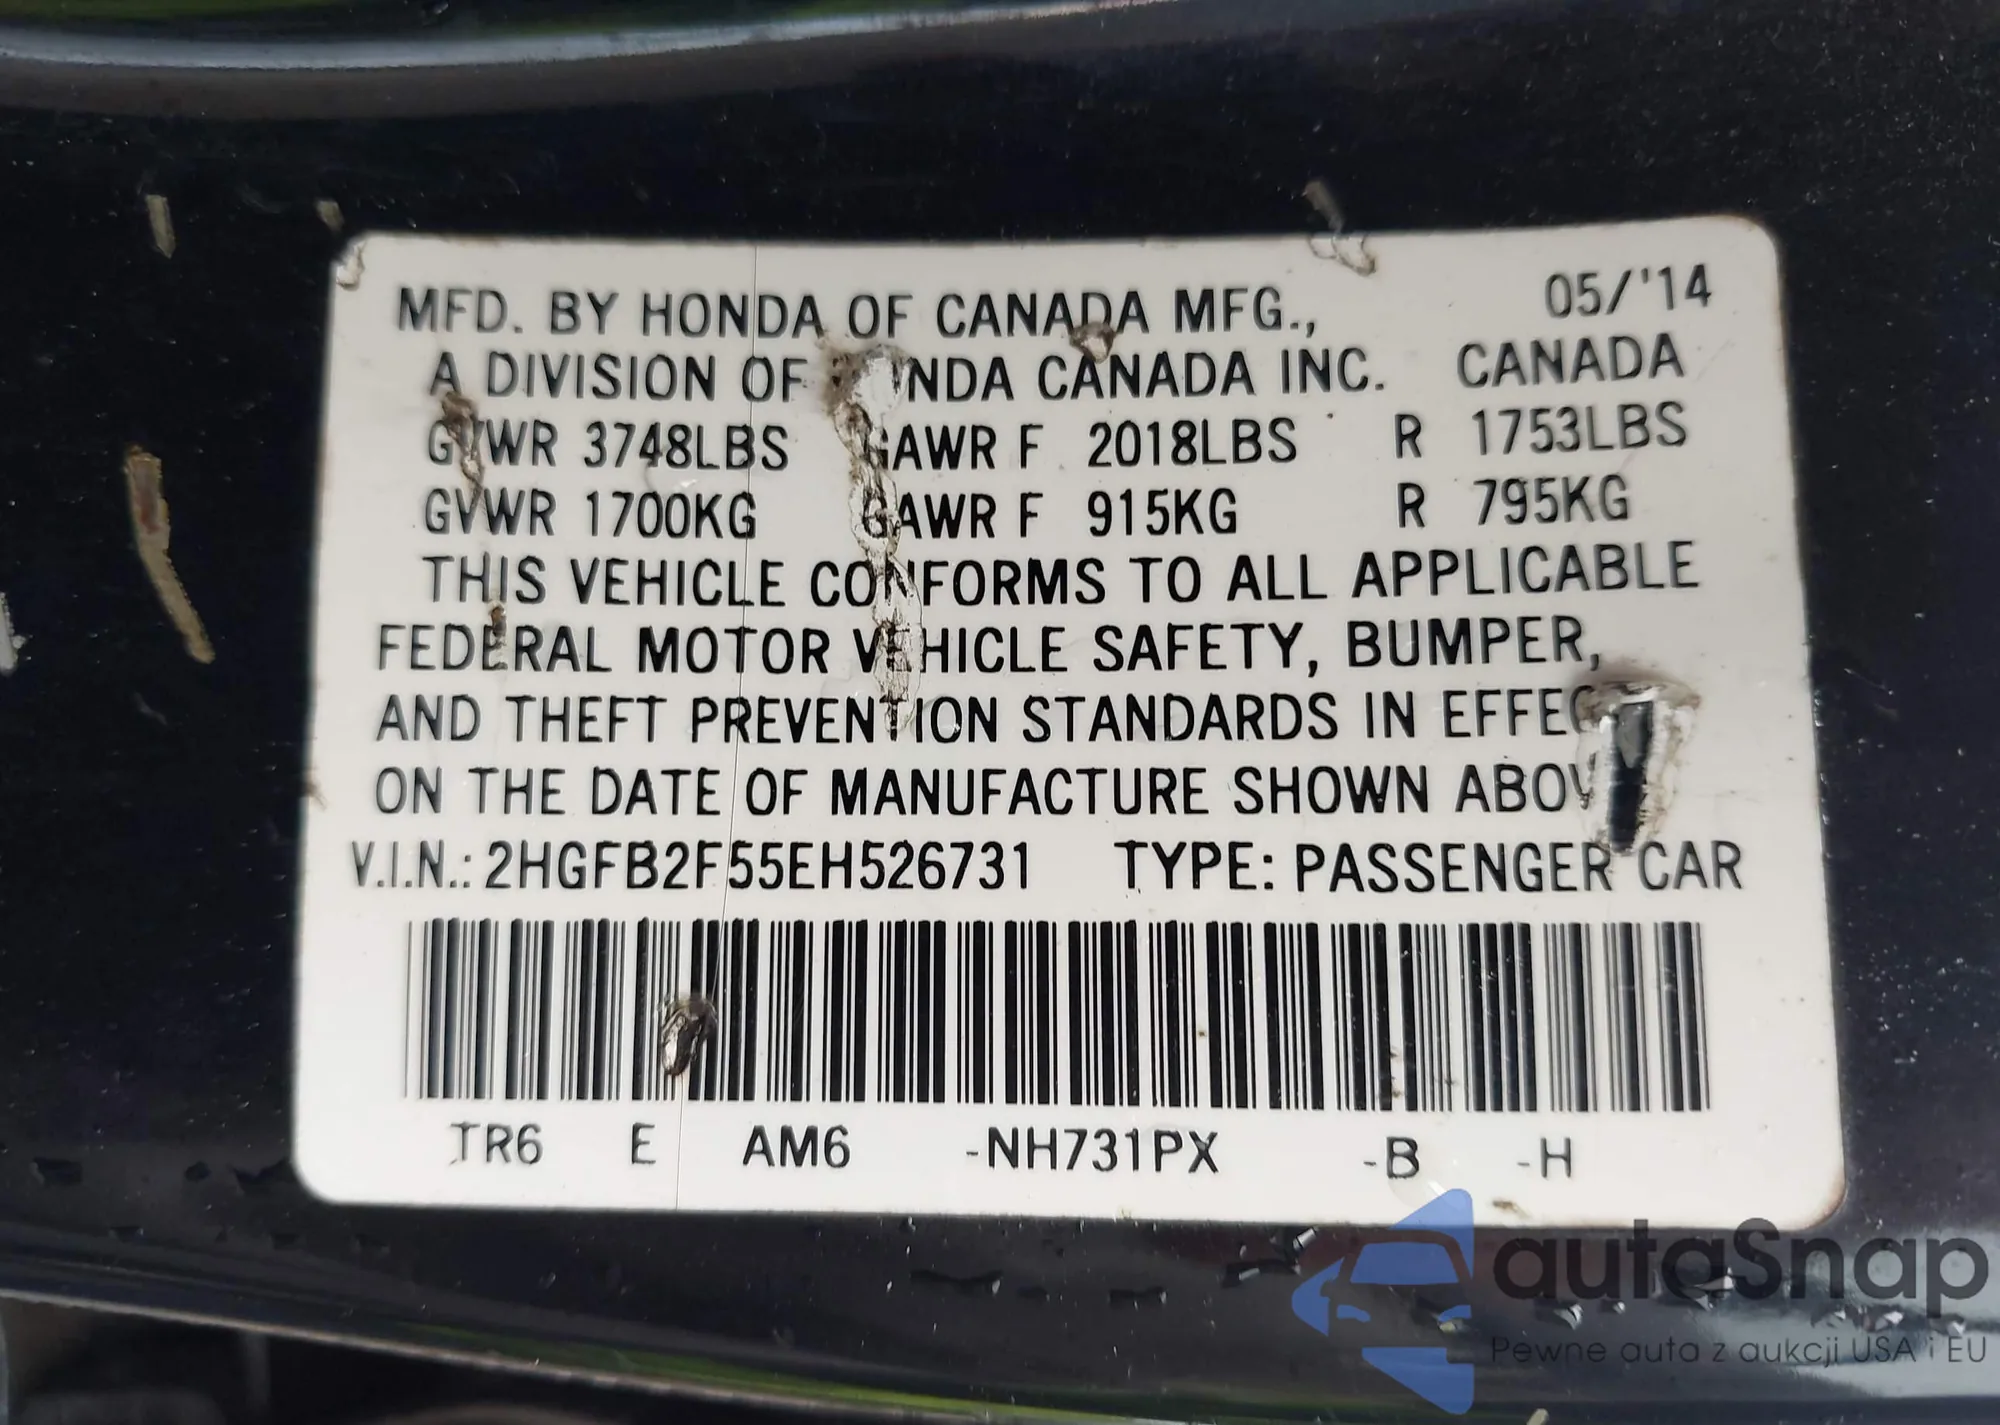 MFD. BY HONDA OF CANADA MFG., 05/'14
A DIVISION OF HONDA CANADA INC. CANADA
GVWR 3748LBS GAWR F 2018LBS R 1753LBS
GVWR 1700KG GAWR F 915KG R 795KG
THIS VEHICLE CONFORMS TO ALL APPLICABLE
FEDERAL MOTOR VEHICLE SAFETY, BUMPER,
AND THEFT PREVENTION STANDARDS IN EFFECT
ON THE DATE OF MANUFACTURE SHOWN ABOVE
V.I.N.: 2HGFB2F55EH526731 TYPE: PASSENGER CAR
TR6 E AM6 -NH731PX -B -H
autaSnap
Pewne auta z aukcji USA i EU